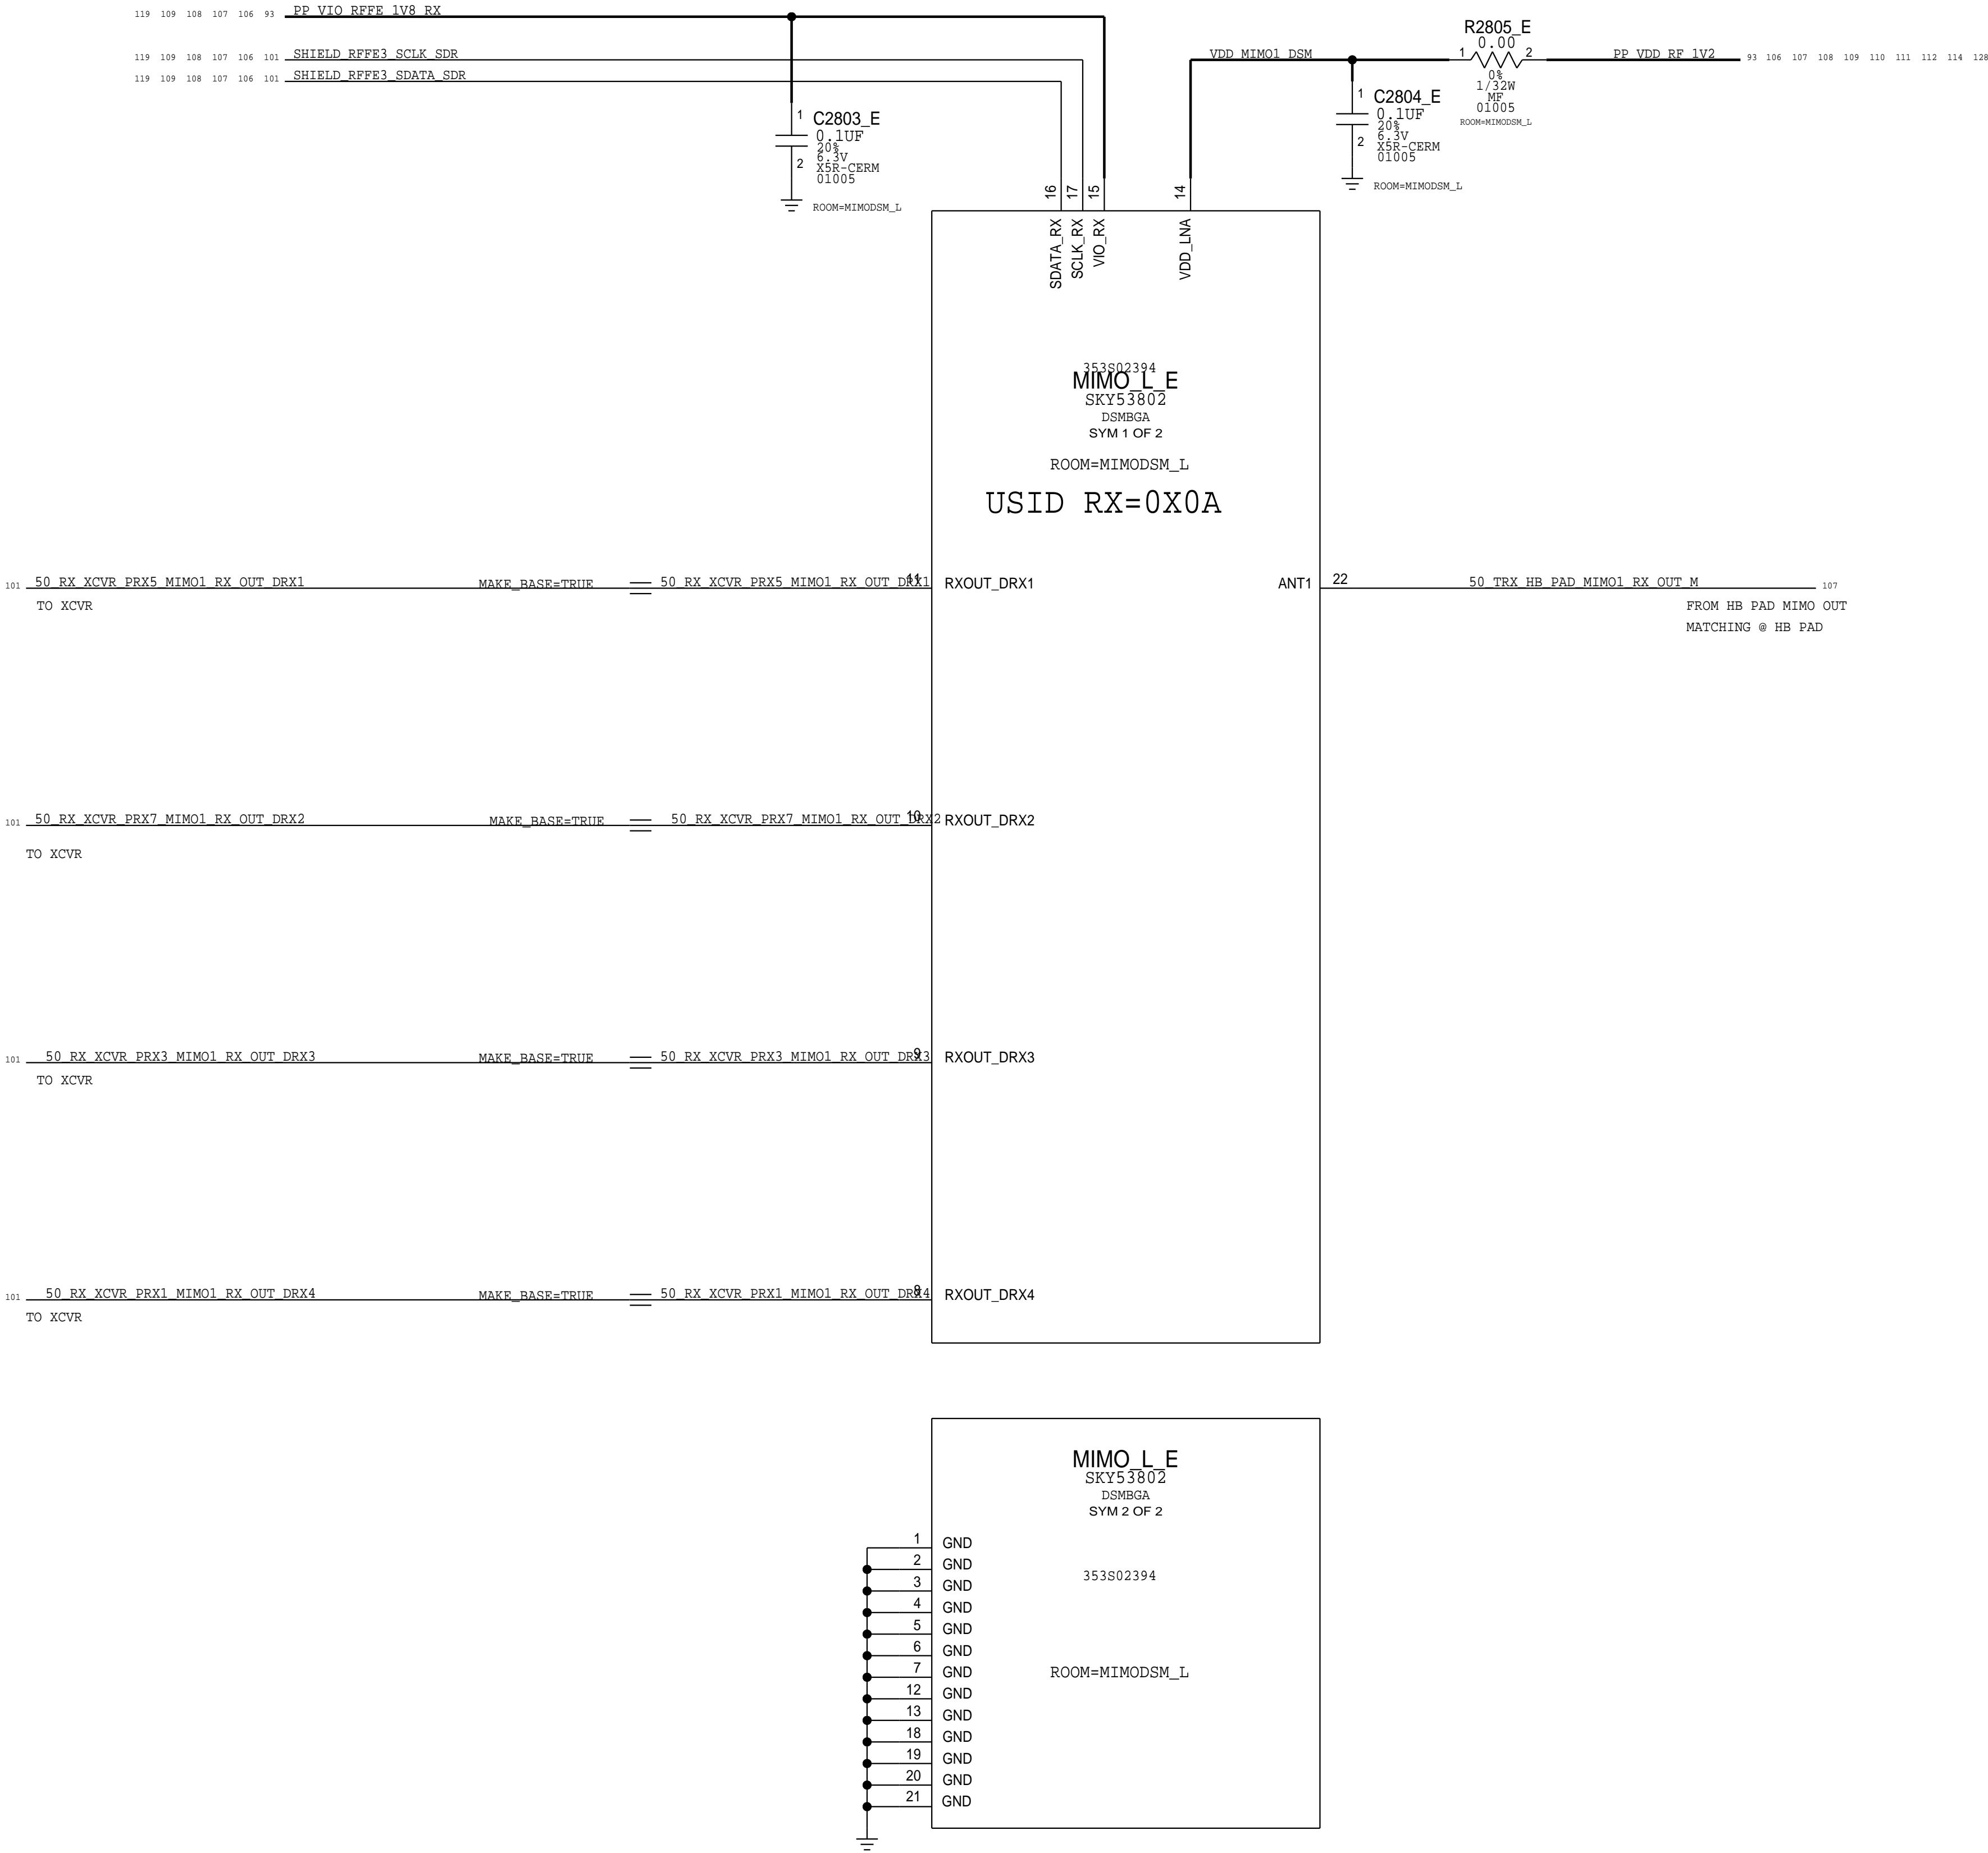 119 109 108 107 106 93 PP_VIO_RFFE_1V8_RX
119 109 108 107 106 101 SHIELD_RFFE3_SCLK_SDR
119 109 108 107 106 101 SHIELD_RFFE3_SDATA_SDR
1 C2803_E
0.1UF
20%
6.3V
2 X5R-CERM
01005
ROOM=MIMODSM_L
VDD_MIMO1_DSM
R2805_E
0.00
1 2
0%
1/32W
MF
01005
ROOM=MIMODSM_L
PP_VDD_RF_1V2 93 106 107 108 109 110 111 112 114 128
1 C2804_E
0.1UF
20%
6.3V
2 X5R-CERM
01005
ROOM=MIMODSM_L
16 17 15 14
SDATA_RX SCLK_RX VIO_RX VDD_LNA
353S02394
MIMO_L_E
SKY53802
DSMBGA
SYM 1 OF 2
ROOM=MIMODSM_L
USID RX=0X0A
101 50_RX_XCVR_PRX5_MIMO1_RX_OUT_DRX1 MAKE_BASE=TRUE 50_RX_XCVR_PRX5_MIMO1_RX_OUT_DRX1 11 RXOUT_DRX1
TO XCVR
ANT1 22 50_TRX_HB_PAD_MIMO1_RX_OUT_M 107
FROM HB PAD MIMO OUT
MATCHING @ HB PAD
101 50_RX_XCVR_PRX7_MIMO1_RX_OUT_DRX2 MAKE_BASE=TRUE 50_RX_XCVR_PRX7_MIMO1_RX_OUT_DRX2 10 RXOUT_DRX2
TO XCVR
101 50_RX_XCVR_PRX3_MIMO1_RX_OUT_DRX3 MAKE_BASE=TRUE 50_RX_XCVR_PRX3_MIMO1_RX_OUT_DRX3 9 RXOUT_DRX3
TO XCVR
101 50_RX_XCVR_PRX1_MIMO1_RX_OUT_DRX4 MAKE_BASE=TRUE 50_RX_XCVR_PRX1_MIMO1_RX_OUT_DRX4 8 RXOUT_DRX4
TO XCVR
MIMO_L_E
SKY53802
DSMBGA
SYM 2 OF 2
353S02394
ROOM=MIMODSM_L
1 GND
2 GND
3 GND
4 GND
5 GND
6 GND
7 GND
12 GND
13 GND
18 GND
19 GND
20 GND
21 GND